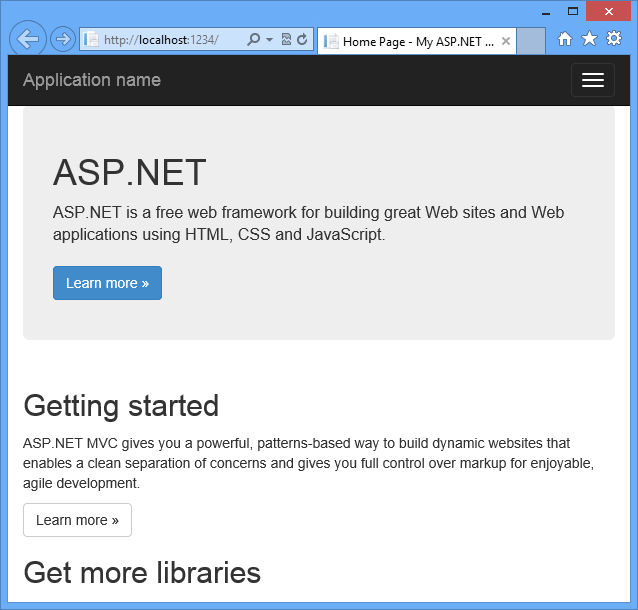 http://localhost:1234/
Home Page - My ASP.NET ...
Application name
ASP.NET
ASP.NET is a free web framework for building great Web sites and Web
applications using HTML, CSS and JavaScript.
Learn more »
Getting started
ASP.NET MVC gives you a powerful, patterns-based way to build dynamic websites that
enables a clean separation of concerns and gives you full control over markup for enjoyable,
agile development.
Learn more »
Get more libraries